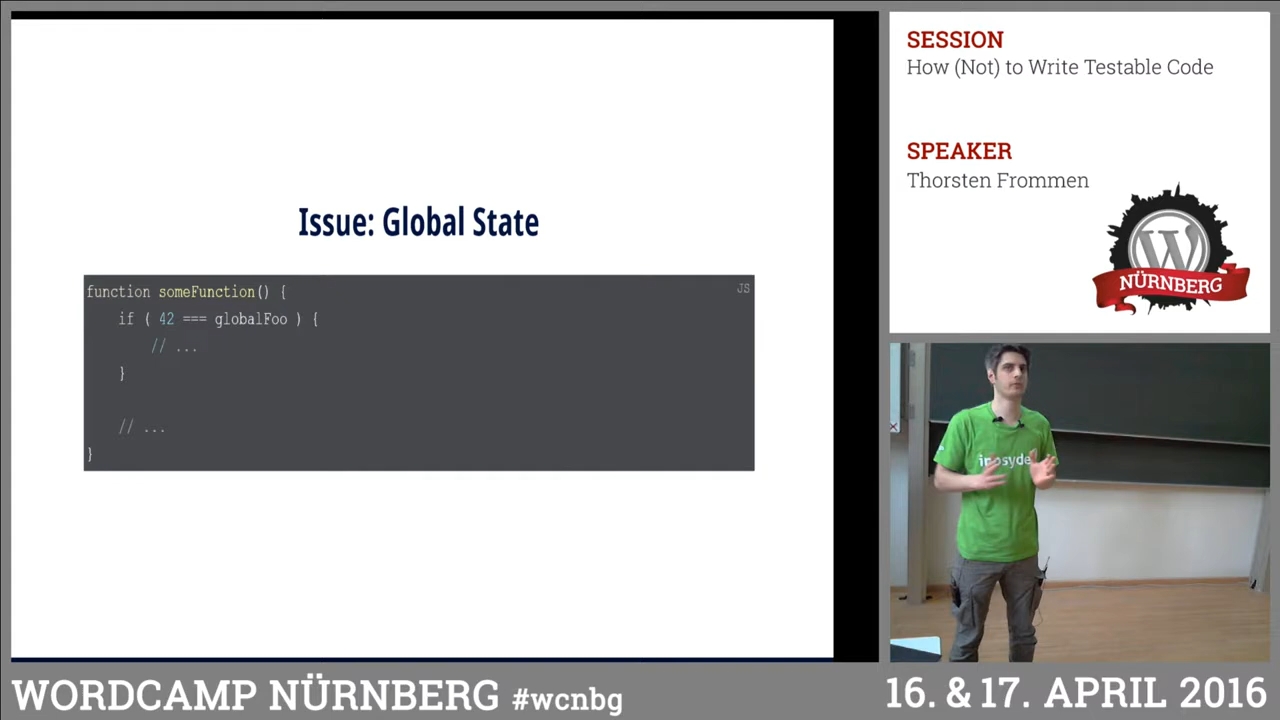 Issue: Global State
JS
function someFunction() {
if ( 42 === globalFoo ) {
// ...
}
// ...
}
SESSION
How (Not) to Write Testable Code
SPEAKER
Thorsten Frommen
W
NÜRNBERG
inpsyde
WORDCAMP NÜRNBERG #wcnbg
16. & 17. APRIL 2016